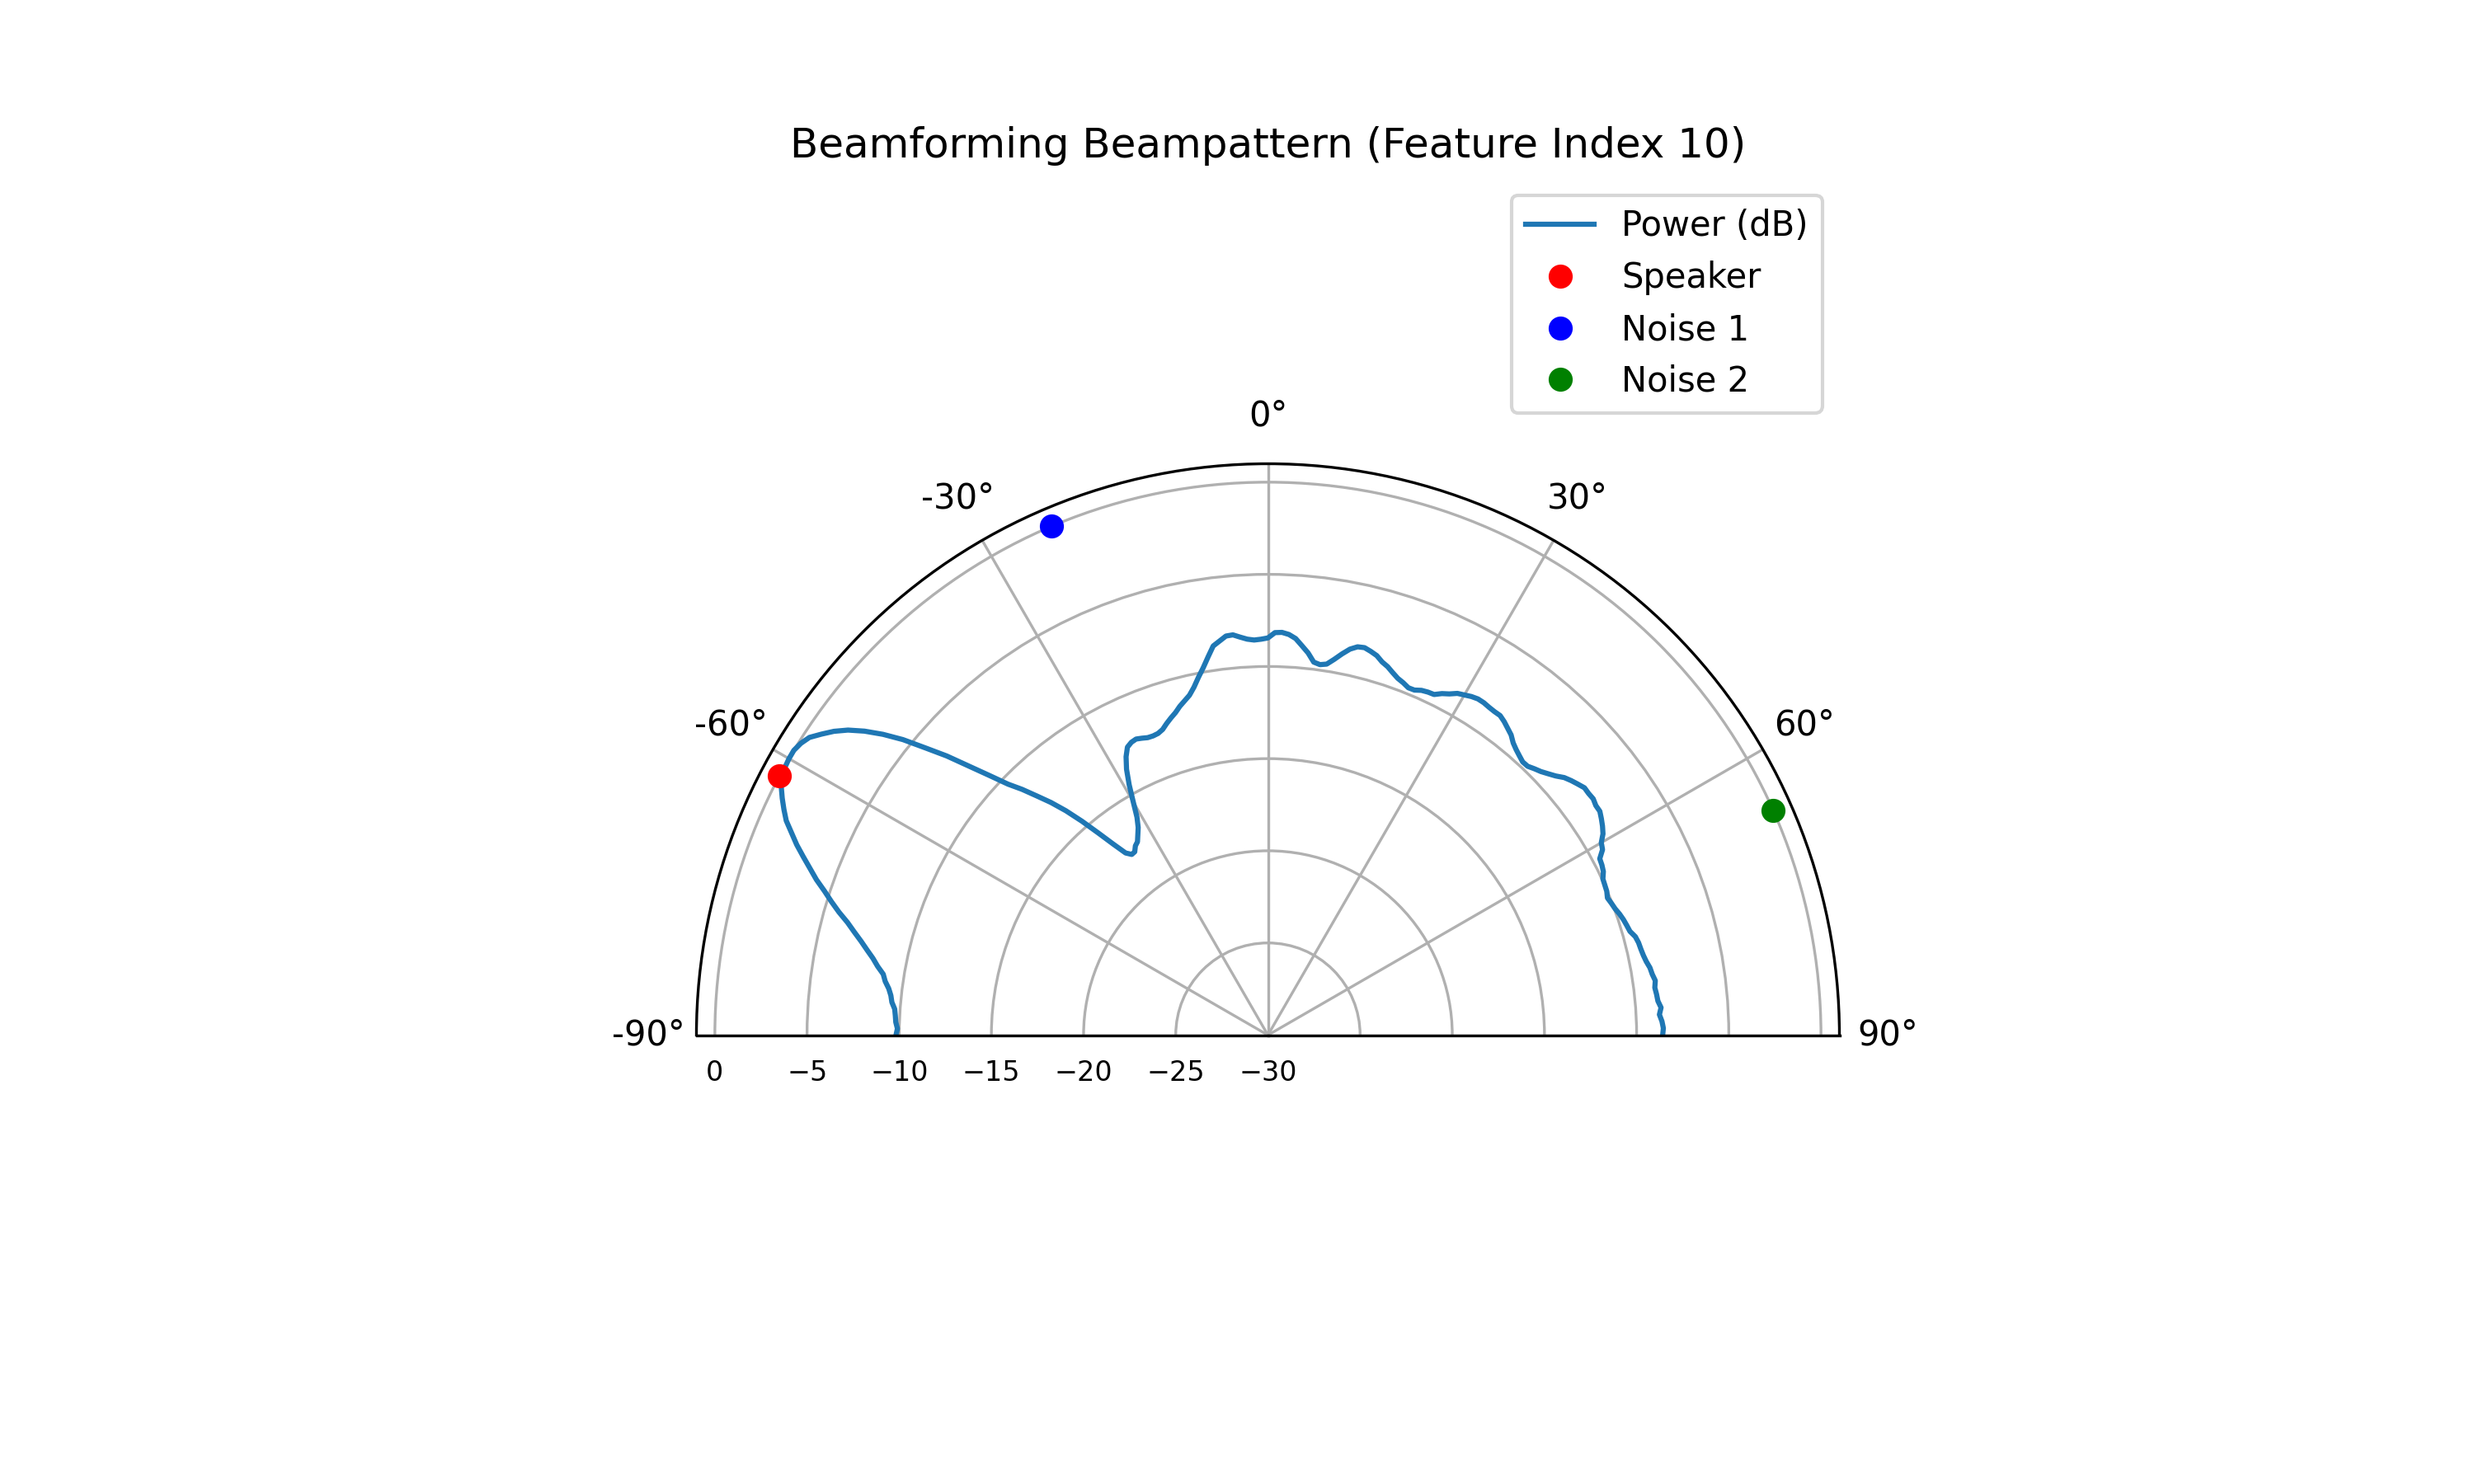 Beamforming Beampattern (Feature Index 10)
Power (dB)
Speaker
Noise 1
Noise 2
0°
-30°
30°
-60°
60°
-90°
90°
0
−5
−10
−15
−20
−25
−30